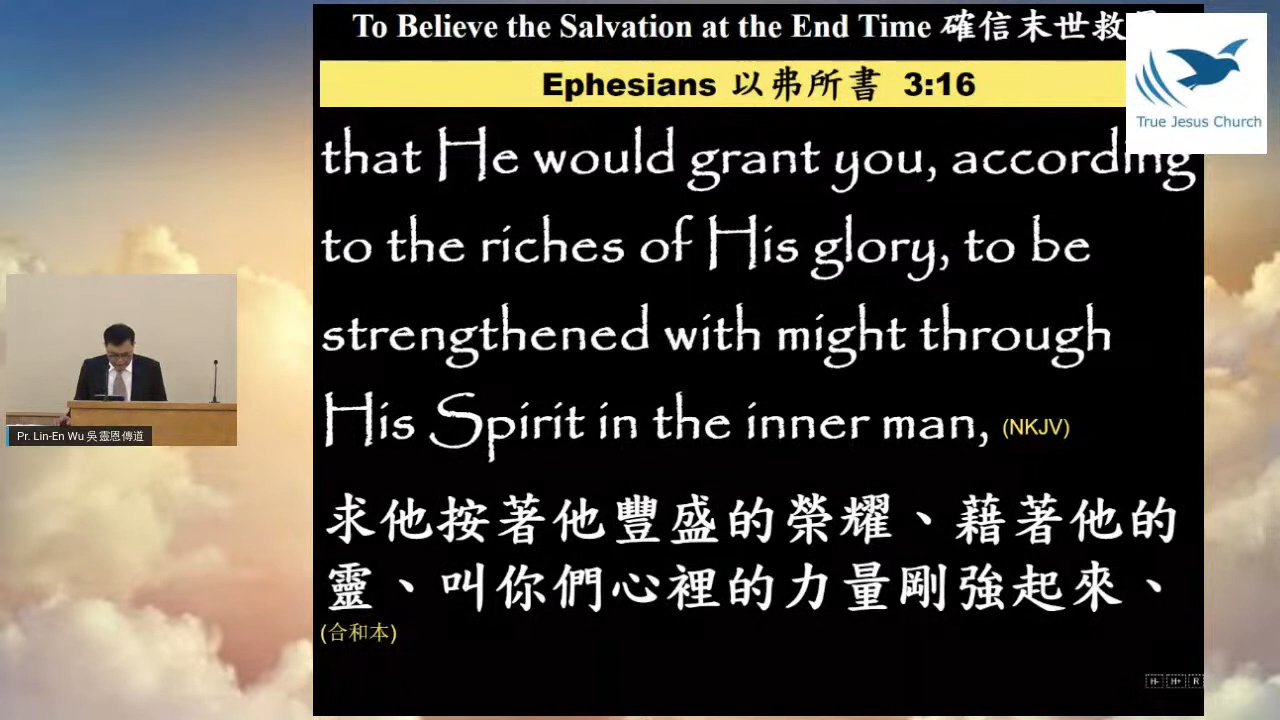 To Believe the Salvation at the End Time 確信末世救
Ephesians 以弗所書 3:16
True Jesus Church
that He would grant you, according
to the riches of His glory, to be
strengthened with might through
His Spirit in the inner man, (NKJV)
求他按著他豐盛的榮耀、藉著他的
靈、叫你們心裡的力量剛強起來、
(合和本)
Pr. Lin-En Wu 吳靈恩傳道
H- H+ R